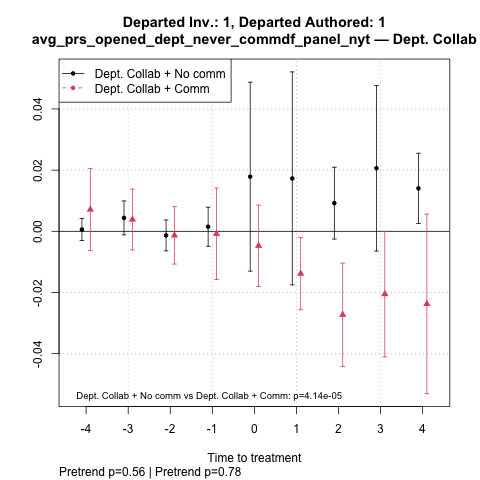 Departed Inv.: 1, Departed Authored: 1
avg_prs_opened_dept_never_commdf_panel_nyt — Dept. Collab
Dept. Collab + No comm
Dept. Collab + Comm
0.04
0.02
0.00
-0.02
-0.04
Dept. Collab + No comm vs Dept. Collab + Comm: p=4.14e-05
-4 -3 -2 -1 0 1 2 3 4
Time to treatment
Pretrend p=0.56 | Pretrend p=0.78